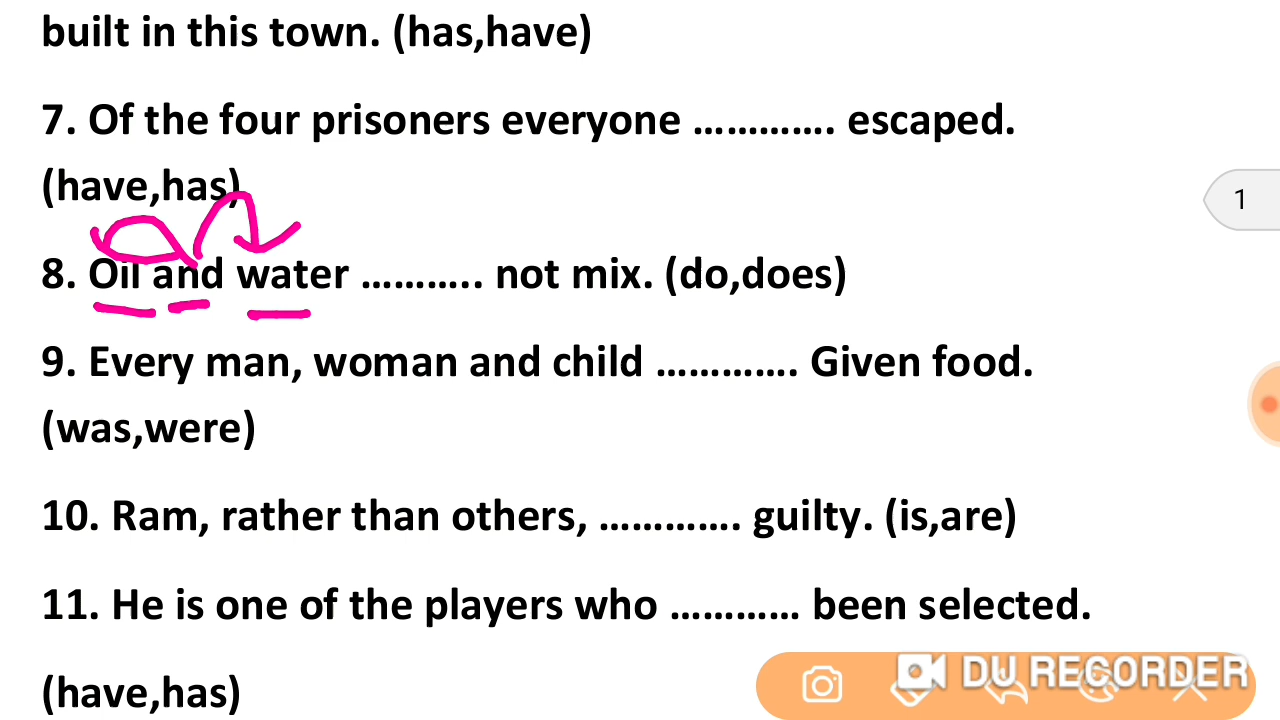 built in this town. (has,have)
7. Of the four prisoners everyone …………. escaped.
(have,has)
8. Oil and water ……….. not mix. (do,does)
9. Every man, woman and child …………. Given food.
(was,were)
10. Ram, rather than others, …………. guilty. (is,are)
11. He is one of the players who ………… been selected.
(have,has)
1
DU RECORDER